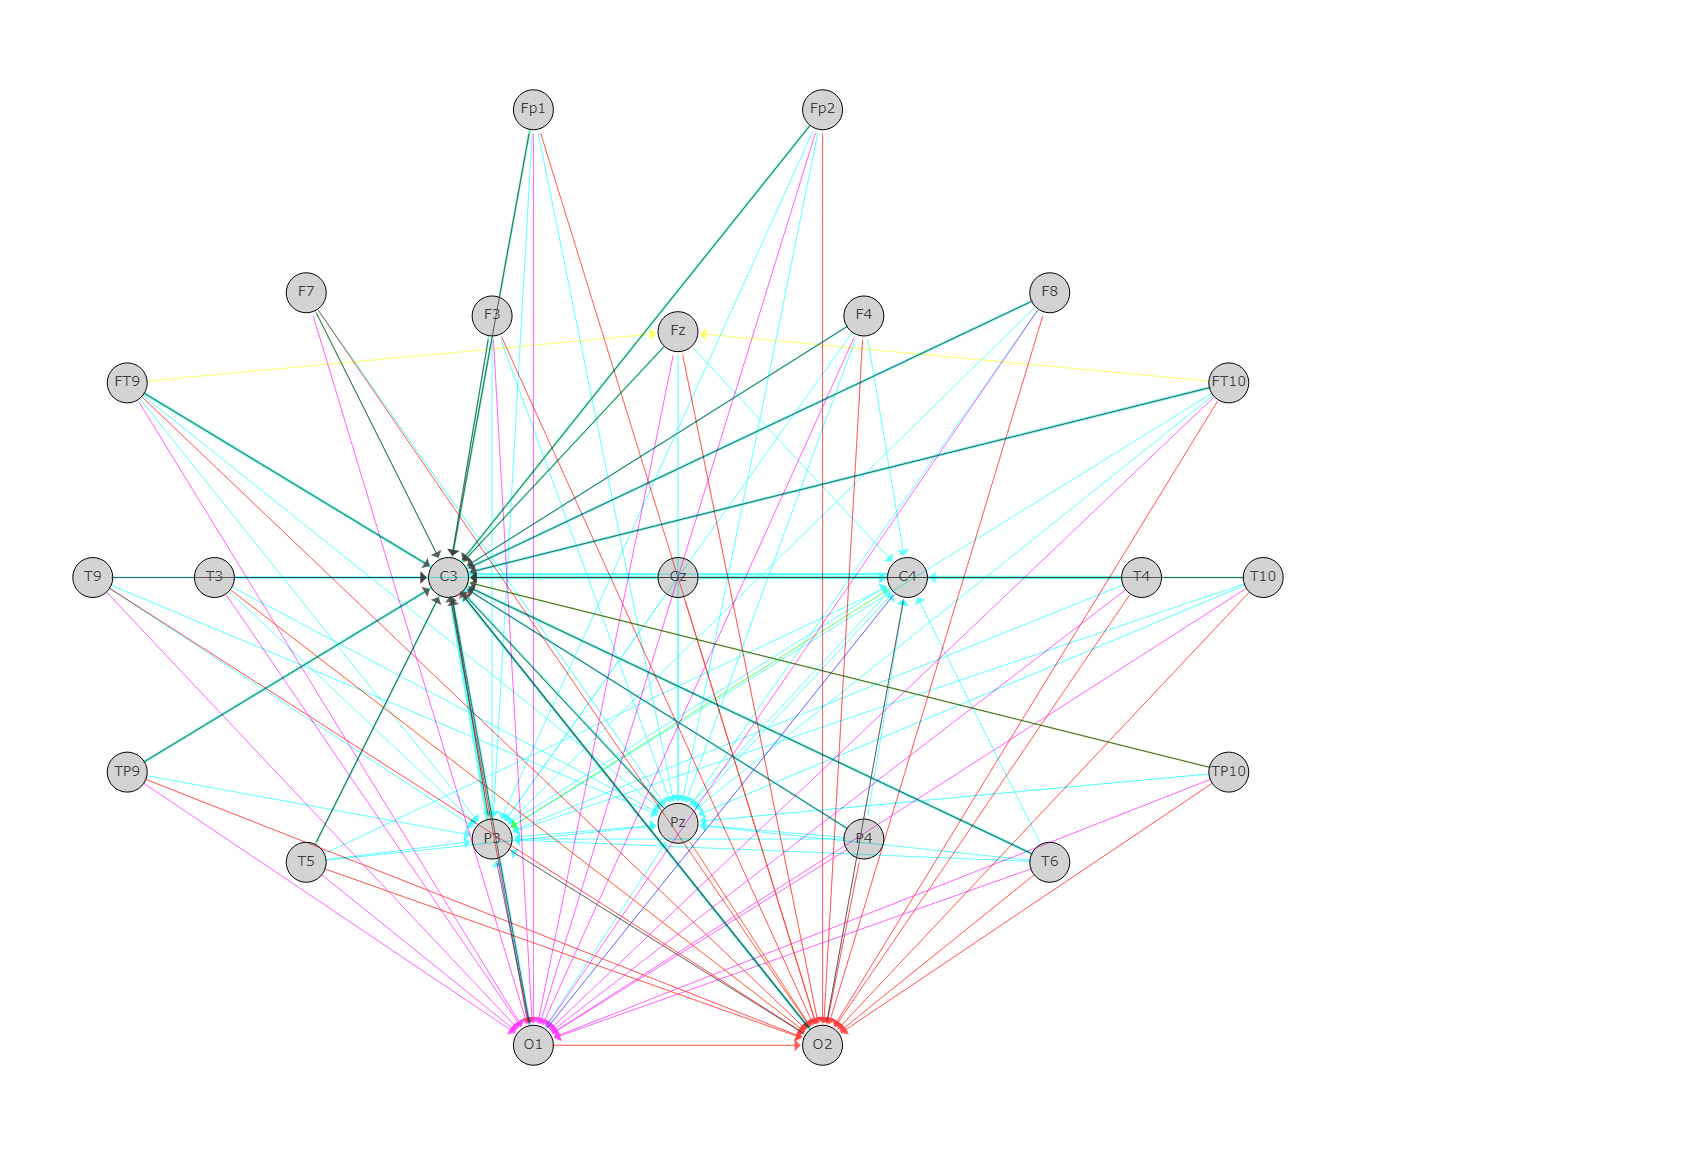 Fp1 Fp2
F7 F3 Fz F4 F8
FT9 FT10
T9 T3 C3 Cz C4 T4 T10
TP9 TP10
T5 P3 Pz P4 T6
O1 O2